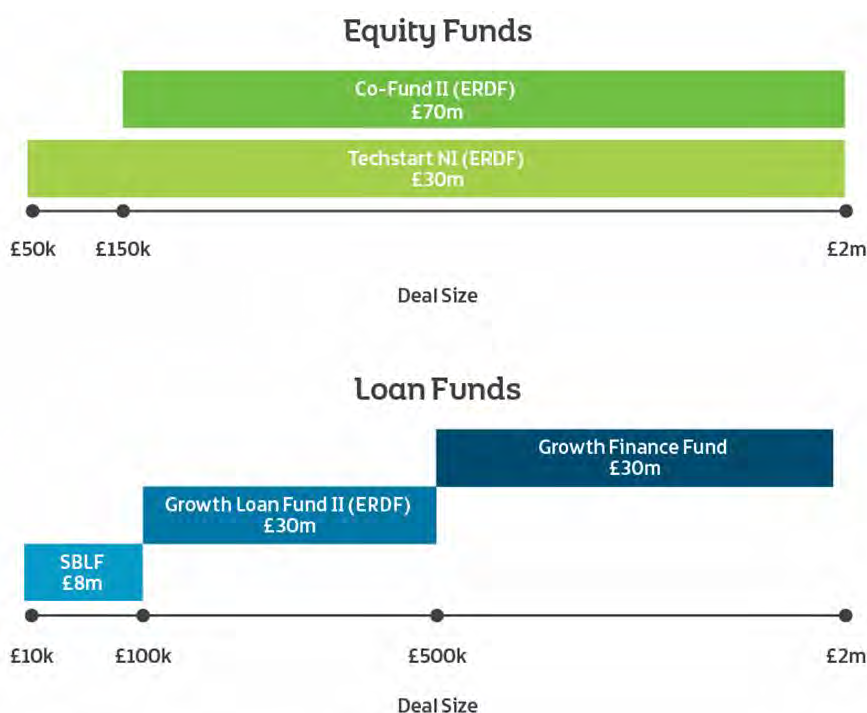 Equity Funds
Co-Fund II (ERDF)
£70m
Techstart NI (ERDF)
£30m
£50k £150k £2m
Deal Size
Loan Funds
Growth Finance Fund
£30m
Growth Loan Fund II (ERDF)
£30m
SBLF
£8m
£10k £100k £500k £2m
Deal Size